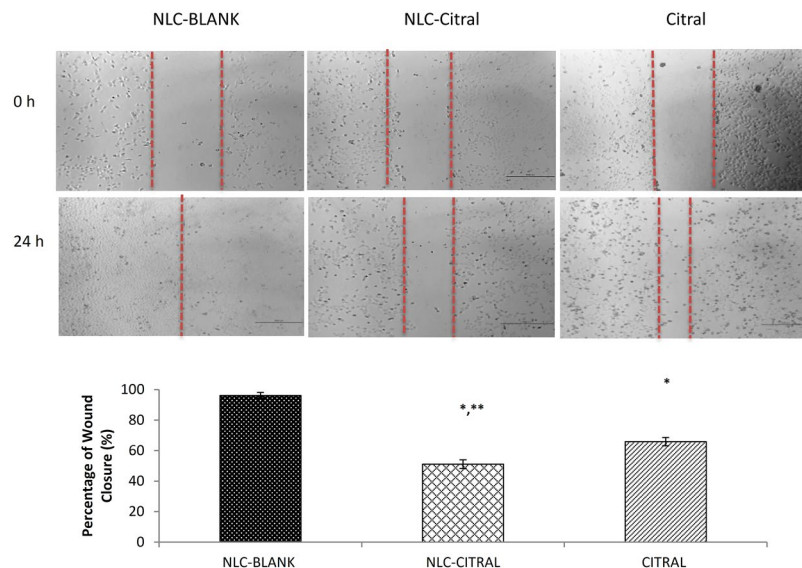 NLC-BLANK
NLC-Citral
Citral
0 h
24 h
Percentage of Wound
Closure (%)
100
80
60
40
20
0
*,**
*
NLC-BLANK
NLC-CITRAL
CITRAL